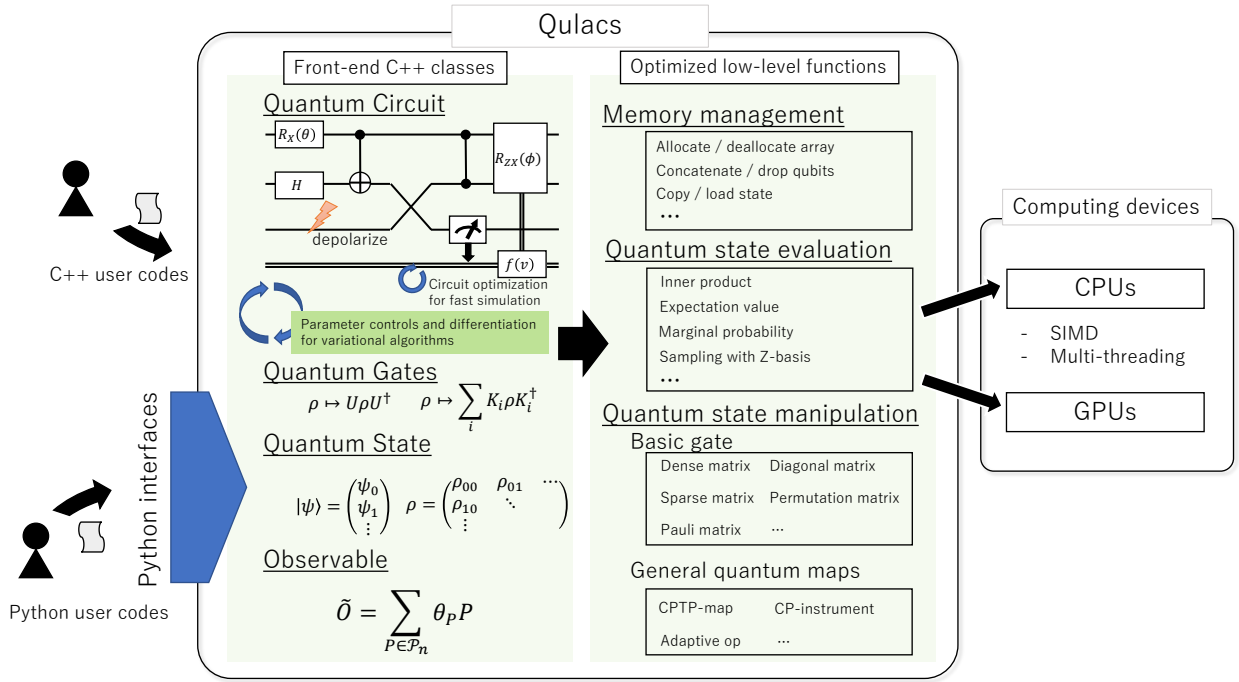 Qulacs
Front-end C++ classes
Quantum Circuit
R_X(θ)
H
R_{ZX}(ϕ)
depolarize
f(v)
Circuit optimization
for fast simulation
Parameter controls and differentiation
for variational algorithms
Quantum Gates
ρ ↦ UρU† ρ ↦ ∑_i K_i ρ K_i†
Quantum State
|ψ⟩ = (ψ_0 ψ_1 ⋮) ρ = (ρ_00 ρ_01 ⋯ ρ_10 ⋱ ⋮)
Observable
Õ = ∑_{P∈𝒫_n} θ_P P
Optimized low-level functions
Memory management
Allocate / deallocate array
Concatenate / drop qubits
Copy / load state
...
Quantum state evaluation
Inner product
Expectation value
Marginal probability
Sampling with Z-basis
...
Quantum state manipulation
Basic gate
Dense matrix Diagonal matrix
Sparse matrix Permutation matrix
Pauli matrix ...
General quantum maps
CPTP-map CP-instrument
Adaptive op ...
Computing devices
CPUs
- SIMD
- Multi-threading
GPUs
C++ user codes
Python interfaces
Python user codes